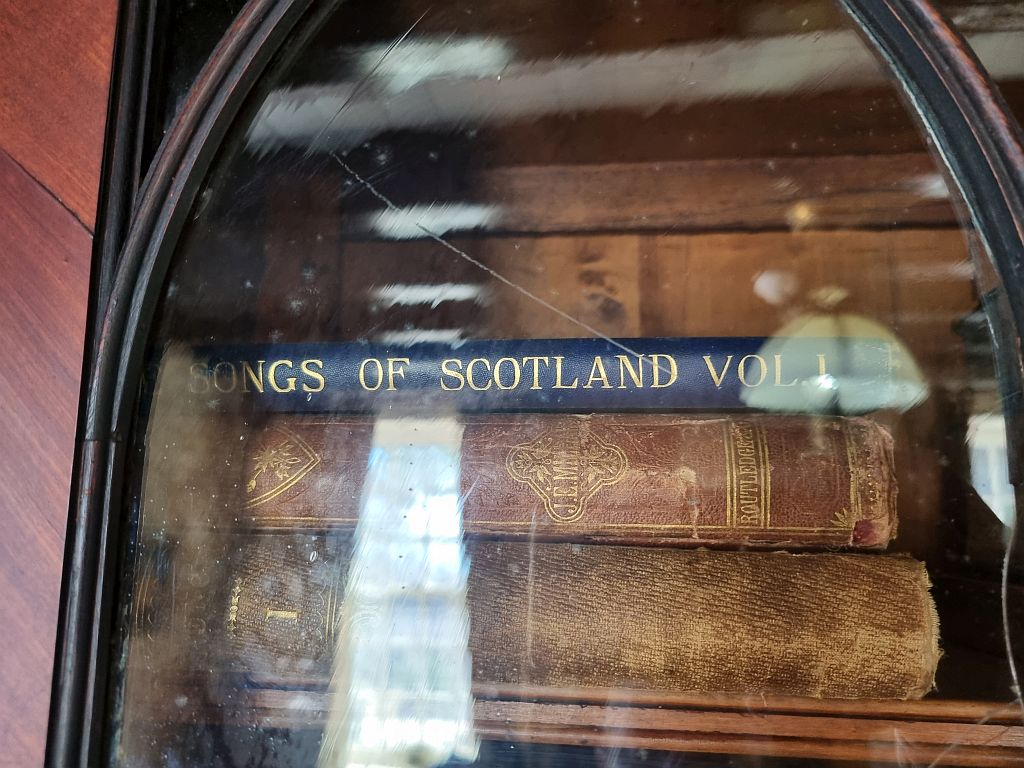 SONGS OF SCOTLAND VOL. I
ROUTLEDGE
I